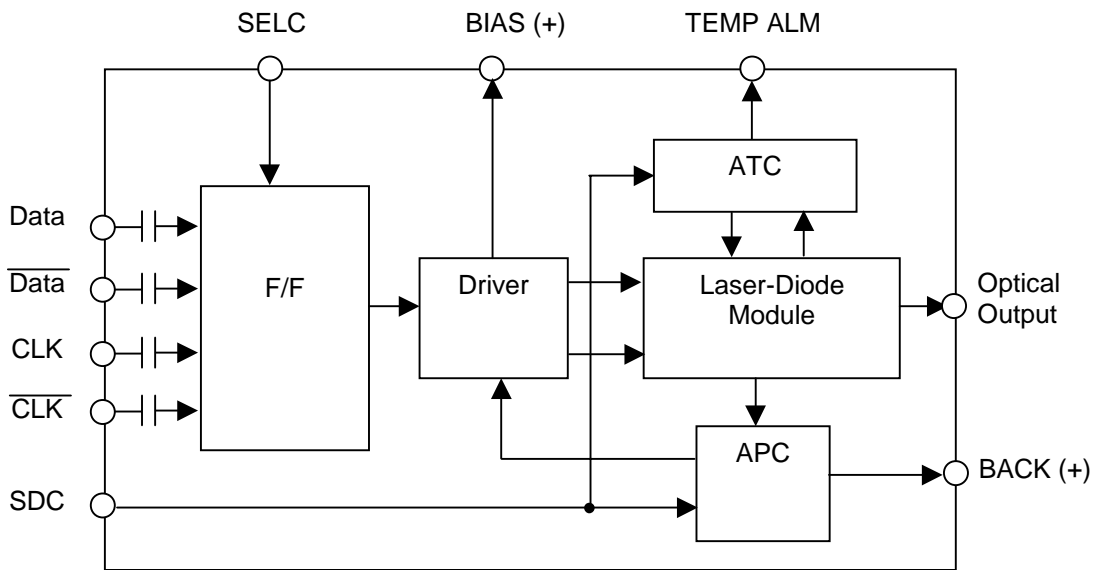 SELC
BIAS (+)
TEMP ALM
ATC
Data
Data
CLK
CLK
SDC
F/F
Driver
Laser-Diode
Module
Optical
Output
APC
BACK (+)